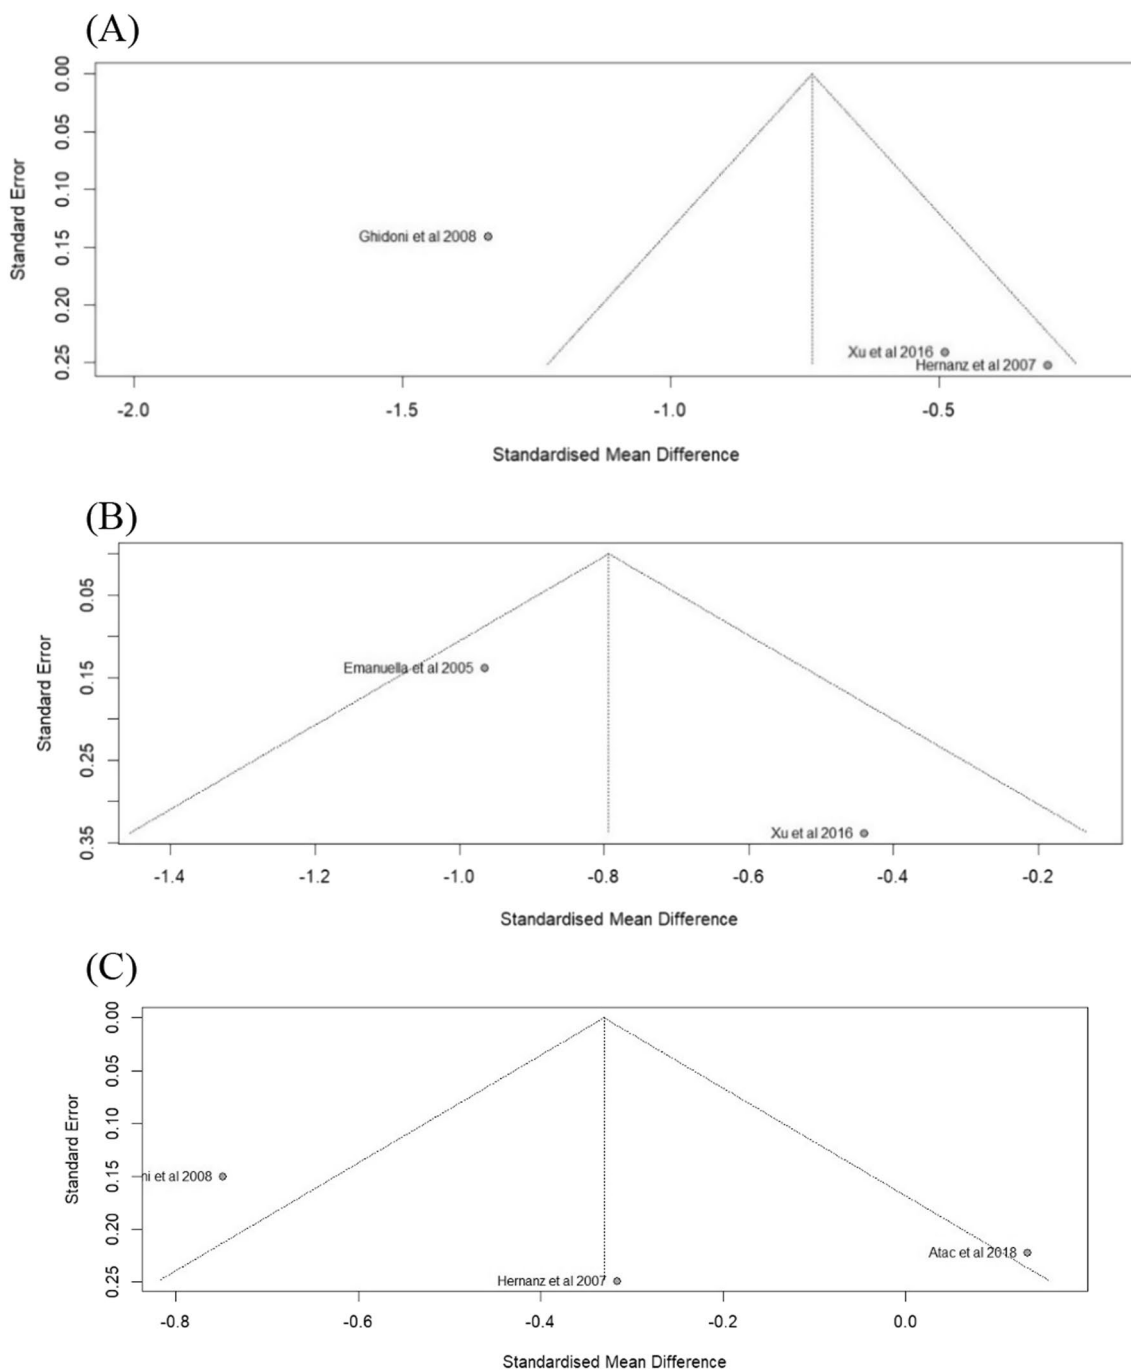 (A)
0.00
0.05
0.10
0.15
0.20
0.25
Standard Error
Ghidoni et al 2008
Xu et al 2016
Hernanz et al 2007
-2.0 -1.5 -1.0 -0.5
Standardised Mean Difference
(B)
0.05
0.15
0.25
0.35
Standard Error
Emanuella et al 2005
Xu et al 2016
-1.4 -1.2 -1.0 -0.8 -0.6 -0.4 -0.2
Standardised Mean Difference
(C)
0.00
0.05
0.10
0.15
0.20
0.25
Standard Error
ni et al 2008
Atac et al 2018
Hernanz et al 2007
-0.8 -0.6 -0.4 -0.2 0.0
Standardised Mean Difference